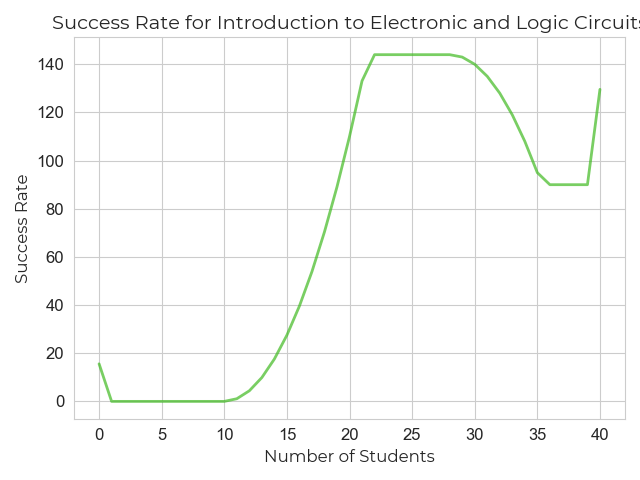 Success Rate for Introduction to Electronic and Logic Circuits
140
120
100
80
60
40
20
0
Success Rate
0 5 10 15 20 25 30 35 40
Number of Students